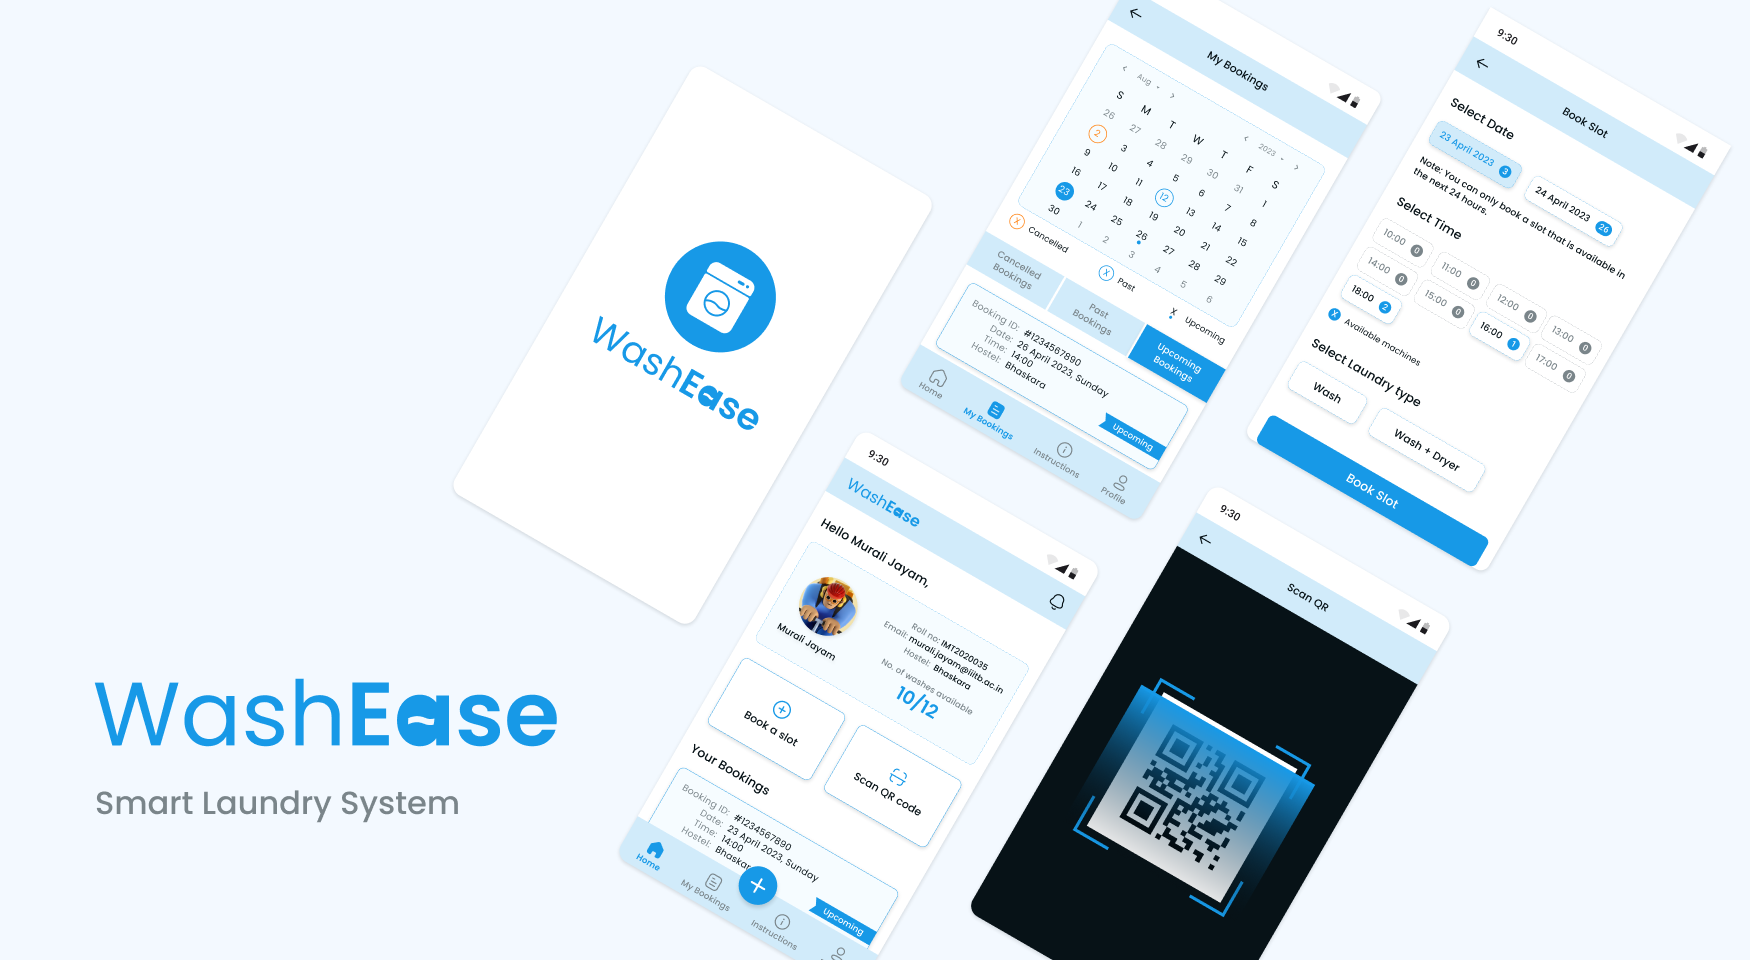 WashEase
Smart Laundry System
WashEase
My Bookings
Aug
2023
S M T W T F S
26 27 28 29 30 31 1
2 3 4 5 6 7 8
9 10 11 12 13 14 15
16 17 18 19 20 21 22
23 24 25 26 27 28 29
30 1 2 3 4 5 6
X Cancelled
X Past
X Upcoming
Cancelled
Bookings
Past
Bookings
Upcoming
Bookings
Booking ID: #1234567890
Date: 26 April 2023, Sunday
Time: 14:00
Hostel: Bhaskara
Upcoming
Home
My Bookings
Instructions
Profile
9:30
Book Slot
Select Date
23 April 2023 3
24 April 2023 26
Note: You can only book a slot that is available in
the next 24 hours.
Select Time
10:00 0
11:00 0
12:00 0
13:00 0
14:00 0
15:00 0
16:00 1
17:00 0
18:00 2
X Available machines
Select Laundry type
Wash
Wash + Dryer
Book Slot
9:30
WashEase
Hello Murali Jayam,
Murali Jayam
Roll no: IMT2020035
Email: murali.jayam@iiitb.ac.in
Hostel: Bhaskara
No. of washes available
10/12
Book a slot
Scan QR code
Your Bookings
Booking ID: #1234567890
Date: 23 April 2023, Sunday
Time: 14:00
Hostel: Bhaskar
Upcoming
Home
My Bookings
Instructions
9:30
Scan QR